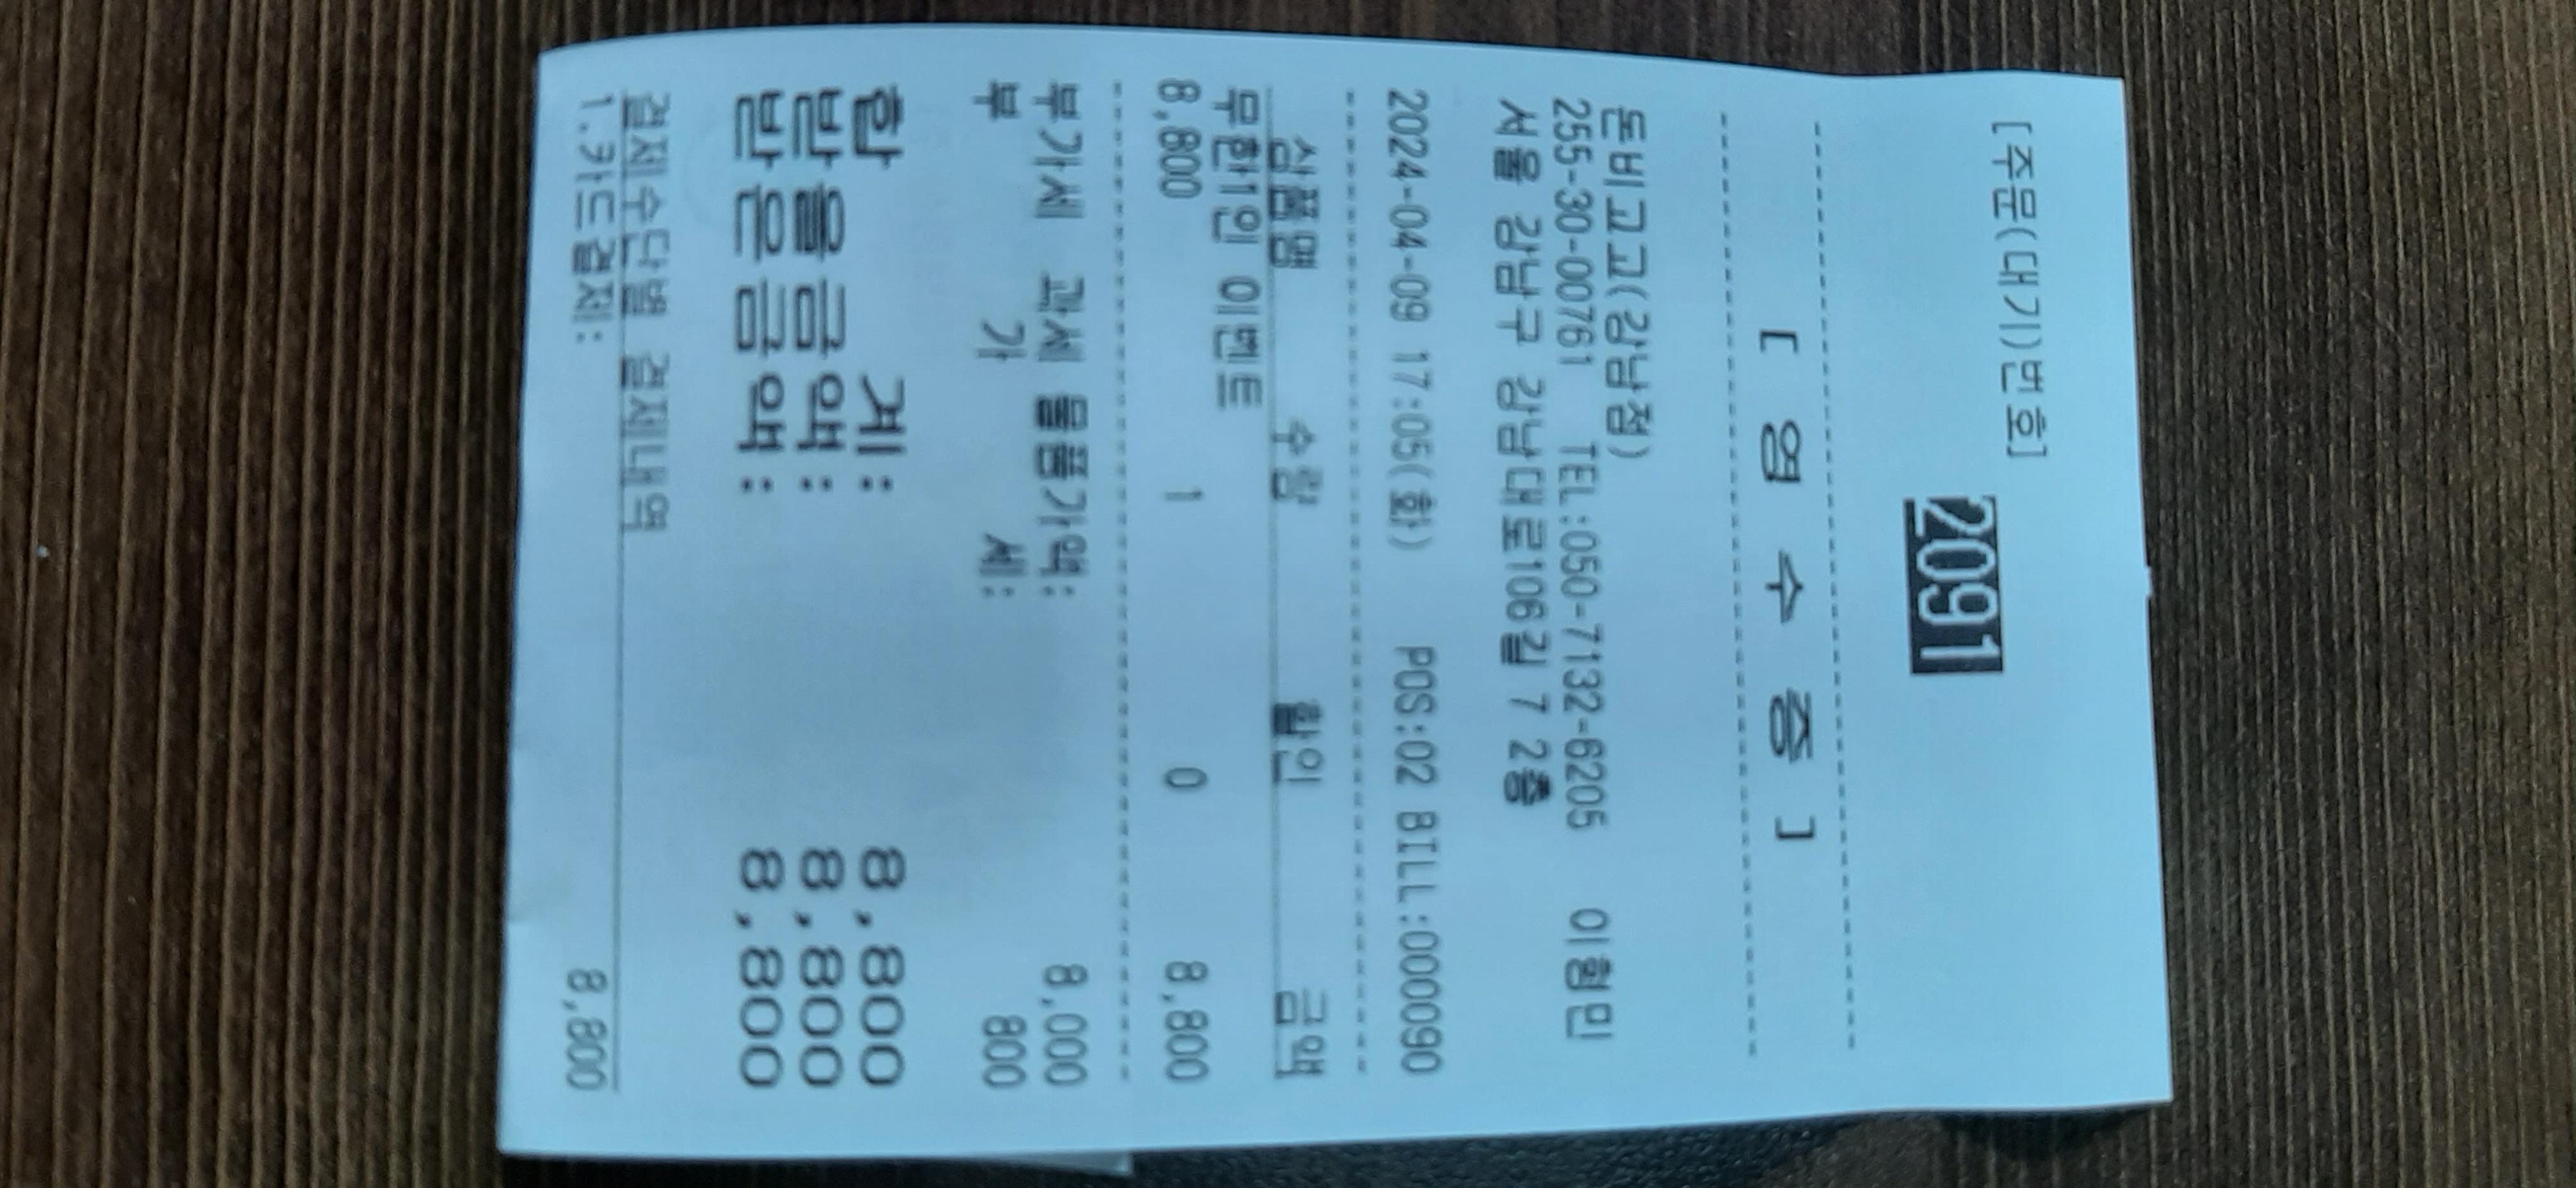 [주문(대기)번호]
2091
[ 영 수 증 ]
돈비고고(강남점)
255-30-00761 TEL:050-7132-6205 이형민
서울 강남구 강남대로106길 7 2층
2024-04-09 17:05(화) POS:02 BILL:000090
상품명 수량 할인 금액
무한1인 이벤트
8,800 1 0 8,800
부가세 과세 물품가액: 8,000
부 가 세: 800
합 계: 8,800
받을금액: 8,800
받은금액: 8,800
결제수단별 결제내역
1.카드결제: 8,800